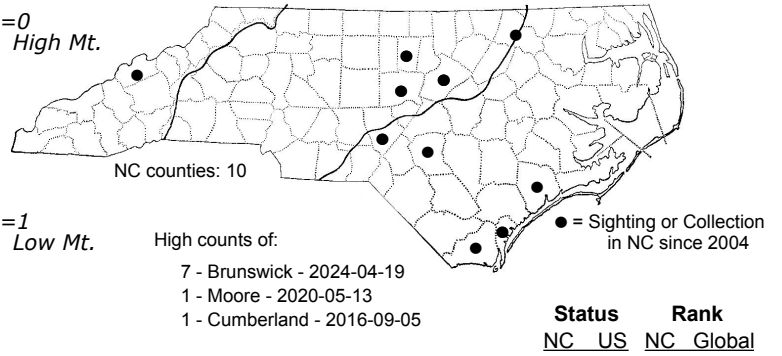 =0
High Mt.
NC counties: 10
=1
Low Mt.
High counts of:
7 - Brunswick - 2024-04-19
1 - Moore - 2020-05-13
1 - Cumberland - 2016-09-05
● = Sighting or Collection
in NC since 2004
Status Rank
NC US NC Global